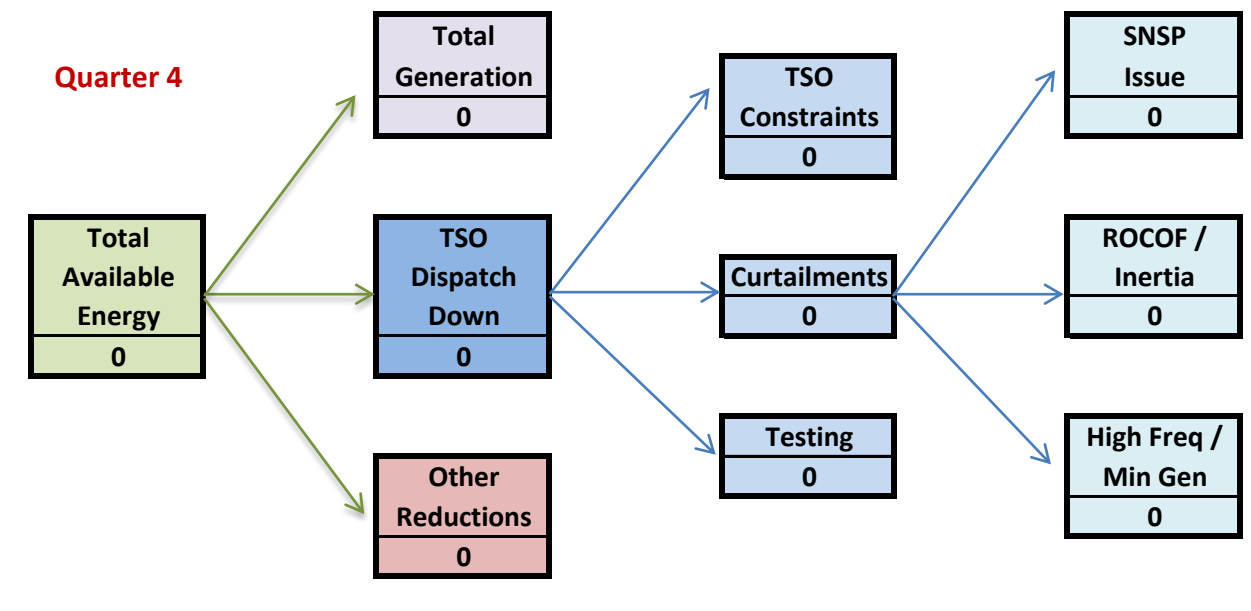 Quarter 4
Total
Available
Energy
0
Total
Generation
0
TSO
Dispatch
Down
0
Other
Reductions
0
TSO
Constraints
0
Curtailments
0
Testing
0
SNSP
Issue
0
ROCOF /
Inertia
0
High Freq /
Min Gen
0